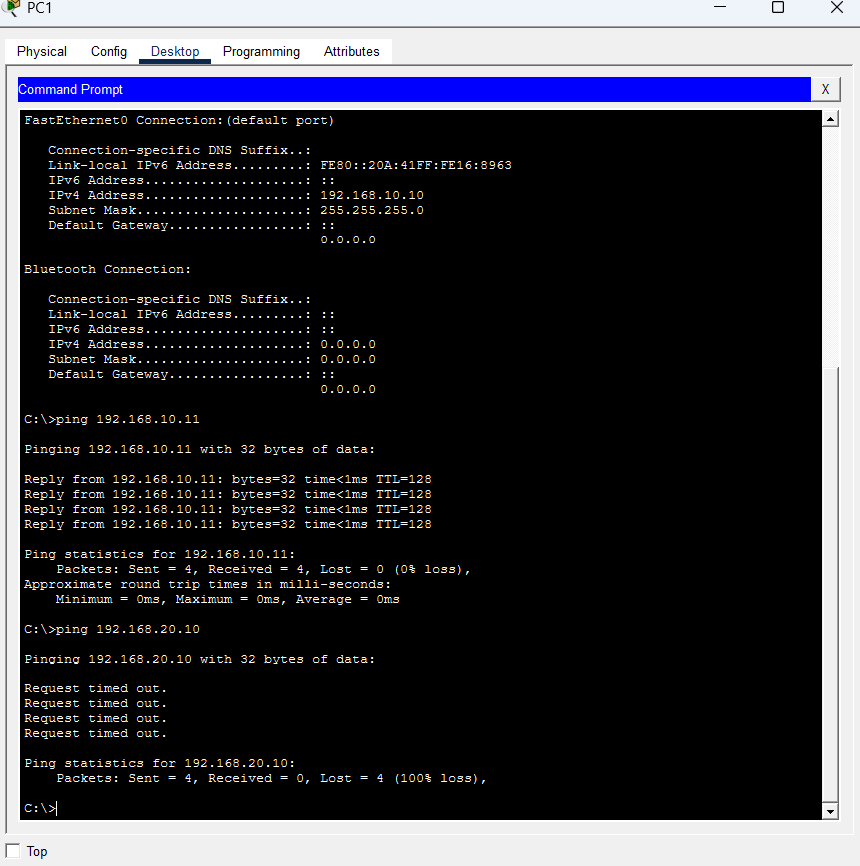 PC1
Physical Config Desktop Programming Attributes
Command Prompt X
FastEthernet0 Connection:(default port)
Connection-specific DNS Suffix..:
Link-local IPv6 Address.........: FE80::20A:41FF:FE16:8963
IPv6 Address....................: ::
IPv4 Address....................: 192.168.10.10
Subnet Mask.....................: 255.255.255.0
Default Gateway.................: ::
0.0.0.0
Bluetooth Connection:
Connection-specific DNS Suffix..:
Link-local IPv6 Address.........: ::
IPv6 Address....................: ::
IPv4 Address....................: 0.0.0.0
Subnet Mask.....................: 0.0.0.0
Default Gateway.................: ::
0.0.0.0
C:\>ping 192.168.10.11
Pinging 192.168.10.11 with 32 bytes of data:
Reply from 192.168.10.11: bytes=32 time<1ms TTL=128
Reply from 192.168.10.11: bytes=32 time<1ms TTL=128
Reply from 192.168.10.11: bytes=32 time<1ms TTL=128
Reply from 192.168.10.11: bytes=32 time<1ms TTL=128
Ping statistics for 192.168.10.11:
Packets: Sent = 4, Received = 4, Lost = 0 (0% loss),
Approximate round trip times in milli-seconds:
Minimum = 0ms, Maximum = 0ms, Average = 0ms
C:\>ping 192.168.20.10
Pinging 192.168.20.10 with 32 bytes of data:
Request timed out.
Request timed out.
Request timed out.
Request timed out.
Ping statistics for 192.168.20.10:
Packets: Sent = 4, Received = 0, Lost = 4 (100% loss),
C:\>
Top